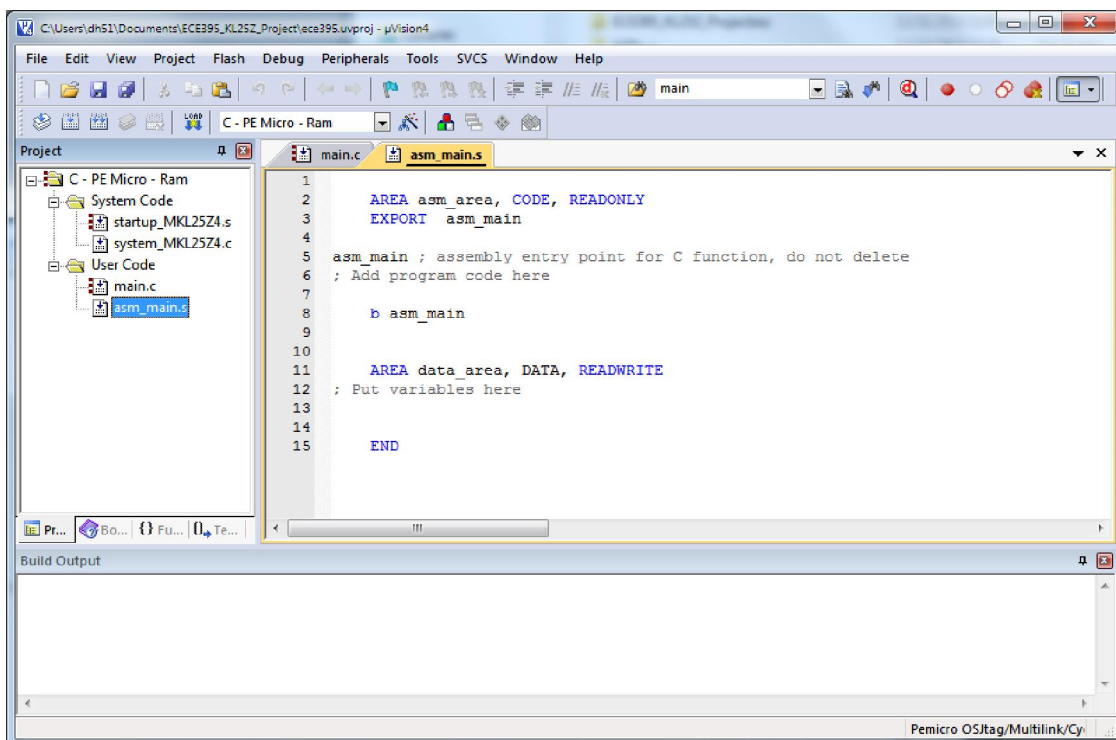 C:\Users\dh51\Documents\ECE395_KL25Z_Project\ece395.uvproj - µVision4
File Edit View Project Flash Debug Peripherals Tools SVCS Window Help
main
LOAD C - PE Micro - Ram
Project
main.c asm_main.s
C - PE Micro - Ram
System Code
startup_MKL25Z4.s
system_MKL25Z4.c
User Code
main.c
asm_main.s
1
2 AREA asm_area, CODE, READONLY
3 EXPORT asm_main
4
5 asm_main ; assembly entry point for C function, do not delete
6 ; Add program code here
7
8 b asm_main
9
10
11 AREA data_area, DATA, READWRITE
12 ; Put variables here
13
14
15 END
Pr... Bo... {} Fu... 0 Te...
Build Output
Pemicro OSJtag/Multilink/Cy